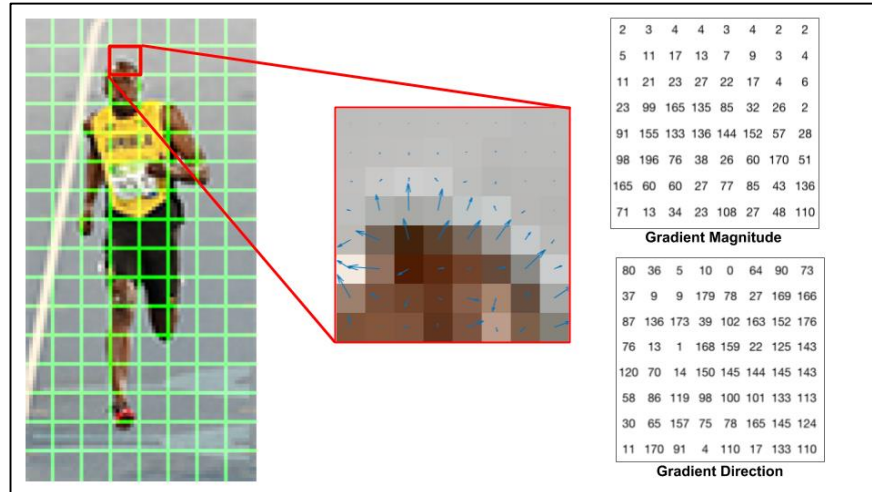 2 3 4 4 3 4 2 2
5 11 17 13 7 9 3 4
11 21 23 27 22 17 4 6
23 99 165 135 85 32 26 2
91 155 133 136 144 152 57 28
98 196 76 38 26 60 170 51
165 60 60 27 77 85 43 136
71 13 34 23 108 27 48 110
Gradient Magnitude
80 36 5 10 0 64 90 73
37 9 9 179 78 27 169 166
87 136 173 39 102 163 152 176
76 13 1 168 159 22 125 143
120 70 14 150 145 144 145 143
58 86 119 98 100 101 133 113
30 65 157 75 78 165 145 124
11 170 91 4 110 17 133 110
Gradient Direction